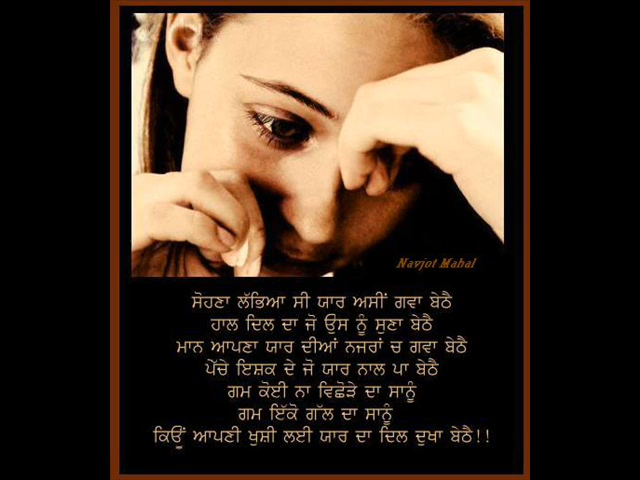 Navjot Mahal
ਸੋਹਣਾ ਲੱਭਿਆ ਸੀ ਯਾਰ ਅਸੀਂ ਗਵਾ ਬੇਠੈ
ਹਾਲ ਦਿਲ ਦਾ ਜੋ ਉਸ ਨੂੰ ਸੁਣਾ ਬੇਠੈ
ਮਾਨ ਆਪਣਾ ਯਾਰ ਦੀਆਂ ਨਜਰਾਂ ਚ ਗਵਾ ਬੇਠੈ
ਪੇੱਚੇ ਇਸ਼ਕ ਦੇ ਜੋ ਯਾਰ ਨਾਲ ਪਾ ਬੇਠੈ
ਗਮ ਕੋਈ ਨਾ ਵਿਛੋੜੇ ਦਾ ਸਾਨੂੰ
ਗਮ ਇੱਕੋ ਗੱਲ ਦਾ ਸਾਨੂੰ
ਕਿਓੁਂ ਆਪਣੀ ਖੁਸ਼ੀ ਲਈ ਯਾਰ ਦਾ ਦਿਲ ਦੁਖਾ ਬੇਠੈ!!